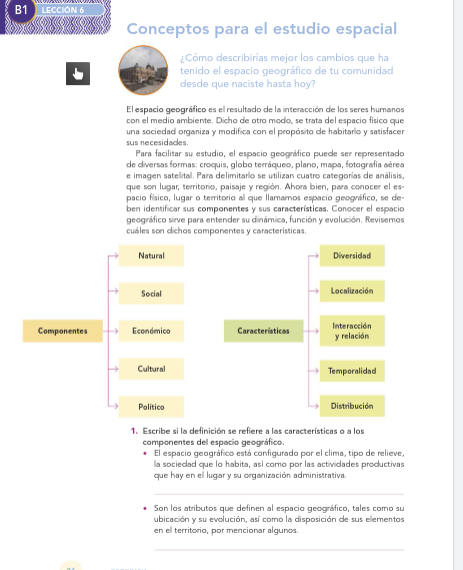 B1
LECCIÓN 6
Conceptos para el estudio espacial
¿Cómo describirías mejor los cambios que ha
tenido el espacio geográfico de tu comunidad
desde que naciste hasta hoy?
El espacio geográfico es el resultado de la interacción de los seres humanos
con el medio ambiente. Dicho de otro modo, se trata del espacio físico que
una sociedad organiza y modifica con el propósito de habitarlo y satisfacer
sus necesidades.
Para facilitar su estudio, el espacio geográfico puede ser representado
de diversas formas: croquis, globo terráqueo, plano, mapa, fotografía aérea
e imagen satelital. Para delimitarlo se utilizan cuatro categorías de análisis,
que son lugar, territorio, paisaje y región. Ahora bien, para conocer el es-
pacio físico, lugar o territorio al que llamamos espacio geográfico, se de-
ben identificar sus componentes y sus características. Conocer el espacio
geográfico sirve para entender su dinámica, función y evolución. Revisemos
cuáles son dichos componentes y características.
Componentes
Natural
Social
Económico
Cultural
Político
Características
Diversidad
Localización
Interacción
y relación
Temporalidad
Distribución
1. Escribe si la definición se refiere a las características o a los
componentes del espacio geográfico.
• El espacio geográfico está configurado por el clima, tipo de relieve,
la sociedad que lo habita, así como por las actividades productivas
que hay en el lugar y su organización administrativa.
• Son los atributos que definen al espacio geográfico, tales como su
ubicación y su evolución, así como la disposición de sus elementos
en el territorio, por mencionar algunos.